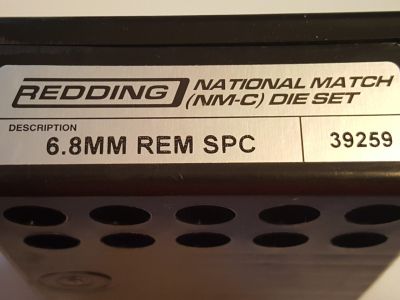 REDDING NATIONAL MATCH
(NM-C) DIE SET
DESCRIPTION
6.8MM REM SPC 39259